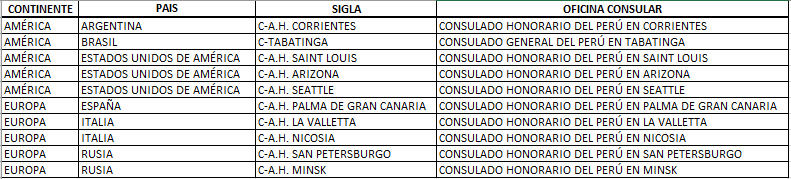 CONTINENTE PAIS SIGLA OFICINA CONSULAR
AMÉRICA ARGENTINA C-A.H. CORRIENTES CONSULADO HONORARIO DEL PERÚ EN CORRIENTES
AMÉRICA BRASIL C-TABATINGA CONSULADO GENERAL DEL PERÚ EN TABATINGA
AMÉRICA ESTADOS UNIDOS DE AMÉRICA C-A.H. SAINT LOUIS CONSULADO HONORARIO DEL PERÚ EN SAINT LOUIS
AMÉRICA ESTADOS UNIDOS DE AMÉRICA C-A.H. ARIZONA CONSULADO HONORARIO DEL PERÚ EN ARIZONA
AMÉRICA ESTADOS UNIDOS DE AMÉRICA C-A.H. SEATTLE CONSULADO HONORARIO DEL PERÚ EN SEATTLE
EUROPA ESPAÑA C-A.H. PALMA DE GRAN CANARIA CONSULADO HONORARIO DEL PERÚ EN PALMA DE GRAN CANARIA
EUROPA ITALIA C-A.H. LA VALLETTA CONSULADO HONORARIO DEL PERÚ EN LA VALLETTA
EUROPA ITALIA C-A.H. NICOSIA CONSULADO HONORARIO DEL PERÚ EN NICOSIA
EUROPA RUSIA C-A.H. SAN PETERSBURGO CONSULADO HONORARIO DEL PERÚ EN SAN PETERSBURGO
EUROPA RUSIA C-A.H. MINSK CONSULADO HONORARIO DEL PERÚ EN MINSK